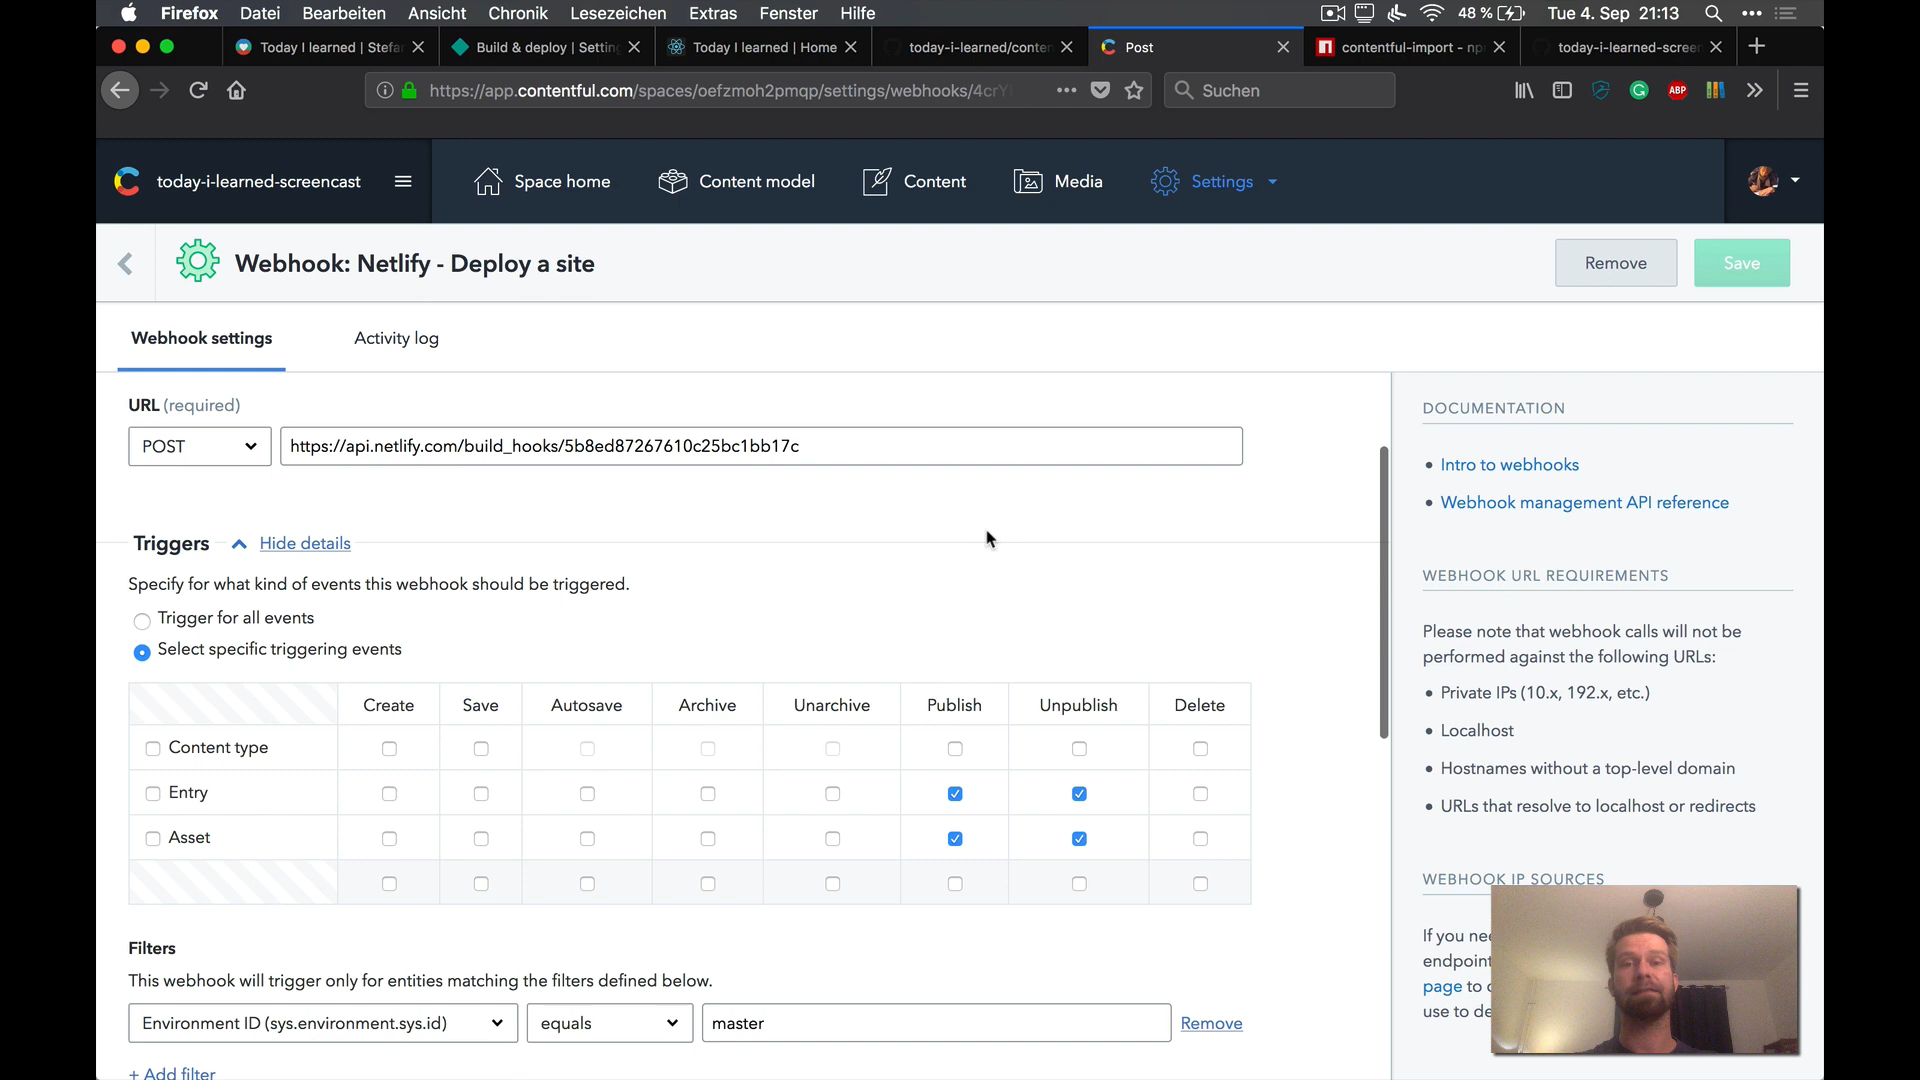 Firefox Datei Bearbeiten Ansicht Chronik Lesezeichen Extras Fenster Hilfe 48 % Tue 4. Sep 21:13
Today I learned | Stefa Build & deploy | Setting Today I learned | Home today-i-learned/conten Post contentful-import - np today-i-learned-screen
https://app.contentful.com/spaces/oefzmoh2pmqp/settings/webhooks/4crY Suchen ABP
today-i-learned-screencast Space home Content model Content Media Settings
Webhook: Netlify - Deploy a site Remove Save
Webhook settings Activity log
URL (required)
POST https://api.netlify.com/build_hooks/5b8ed87267610c25bc1bb17c
Triggers Hide details
Specify for what kind of events this webhook should be triggered.
Trigger for all events
Select specific triggering events
Create Save Autosave Archive Unarchive Publish Unpublish Delete
Content type
Entry
Asset
Filters
This webhook will trigger only for entities matching the filters defined below.
Environment ID (sys.environment.sys.id) equals master Remove
+ Add filter
DOCUMENTATION
• Intro to webhooks
• Webhook management API reference
WEBHOOK URL REQUIREMENTS
Please note that webhook calls will not be
performed against the following URLs:
• Private IPs (10.x, 192.x, etc.)
• Localhost
• Hostnames without a top-level domain
• URLs that resolve to localhost or redirects
WEBHOOK IP SOURCES
If you nee
endpoint
page to
use to de